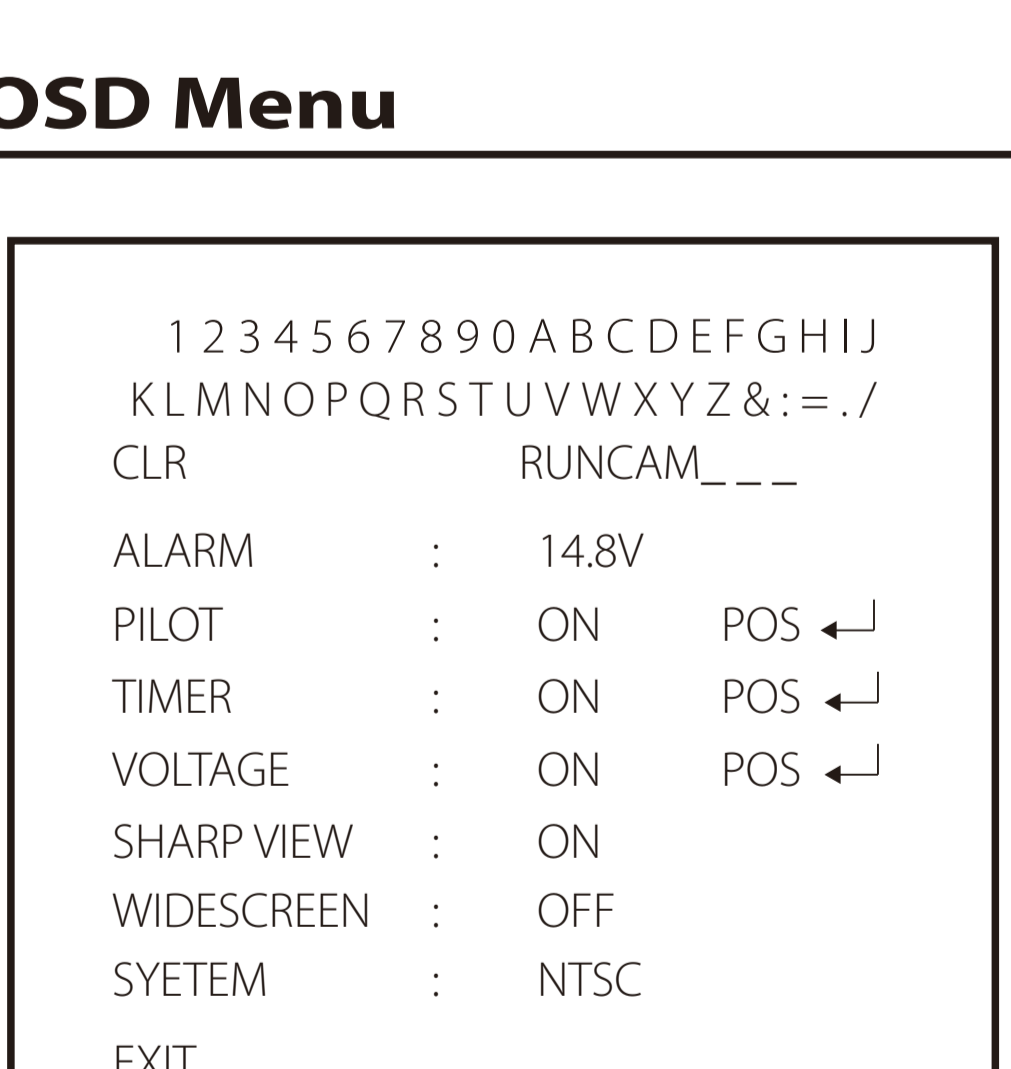 OSD Menu
1 2 3 4 5 6 7 8 9 0 A B C D E F G H I J
K L M N O P Q R S T U V W X Y Z & : = . /
CLR RUNCAM_ _ _
ALARM : 14.8V
PILOT : ON POS
TIMER : ON POS
VOLTAGE : ON POS
SHARP VIEW : ON
WIDESCREEN : OFF
SYETEM : NTSC
EXIT